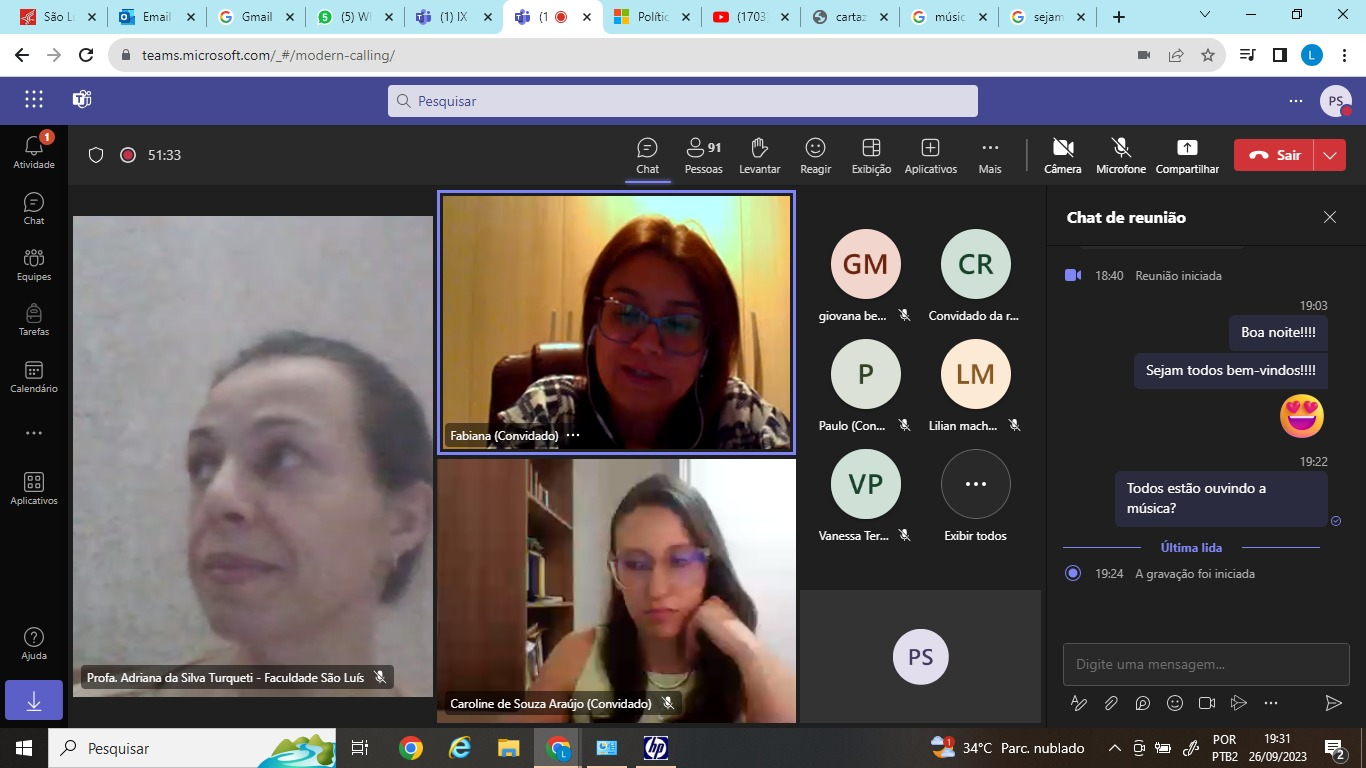 São Lu
Email
Gmail
(5) W
(1) IX
(1
Polític
(1703
cartaz
músic
sejam
teams.microsoft.com/_#/modern-calling/
L
Pesquisar
PS
1
Atividade
Chat
Equipes
Tarefas
Calendário
Aplicativos
Ajuda
51:33
Chat
91
Pessoas
Levantar
Reagir
Exibição
Aplicativos
Mais
Câmera
Microfone
Compartilhar
Sair
Profa. Adriana da Silva Turqueti - Faculdade São Luís
Fabiana (Convidado)
Caroline de Souza Araújo (Convidado)
GM
giovana be...
CR
Convidado da r...
P
Paulo (Con...
LM
Lilian mach...
VP
Vanessa Ter...
Exibir todos
PS
Chat de reunião
18:40 Reunião iniciada
19:03
Boa noite!!!!
Sejam todos bem-vindos!!!!
19:22
Todos estão ouvindo a
música?
Última lida
19:24 A gravação foi iniciada
Digite uma mensagem...
Pesquisar
L
hp
1
34°C Parc. nublado
POR
PTB2
19:31
26/09/2023
2